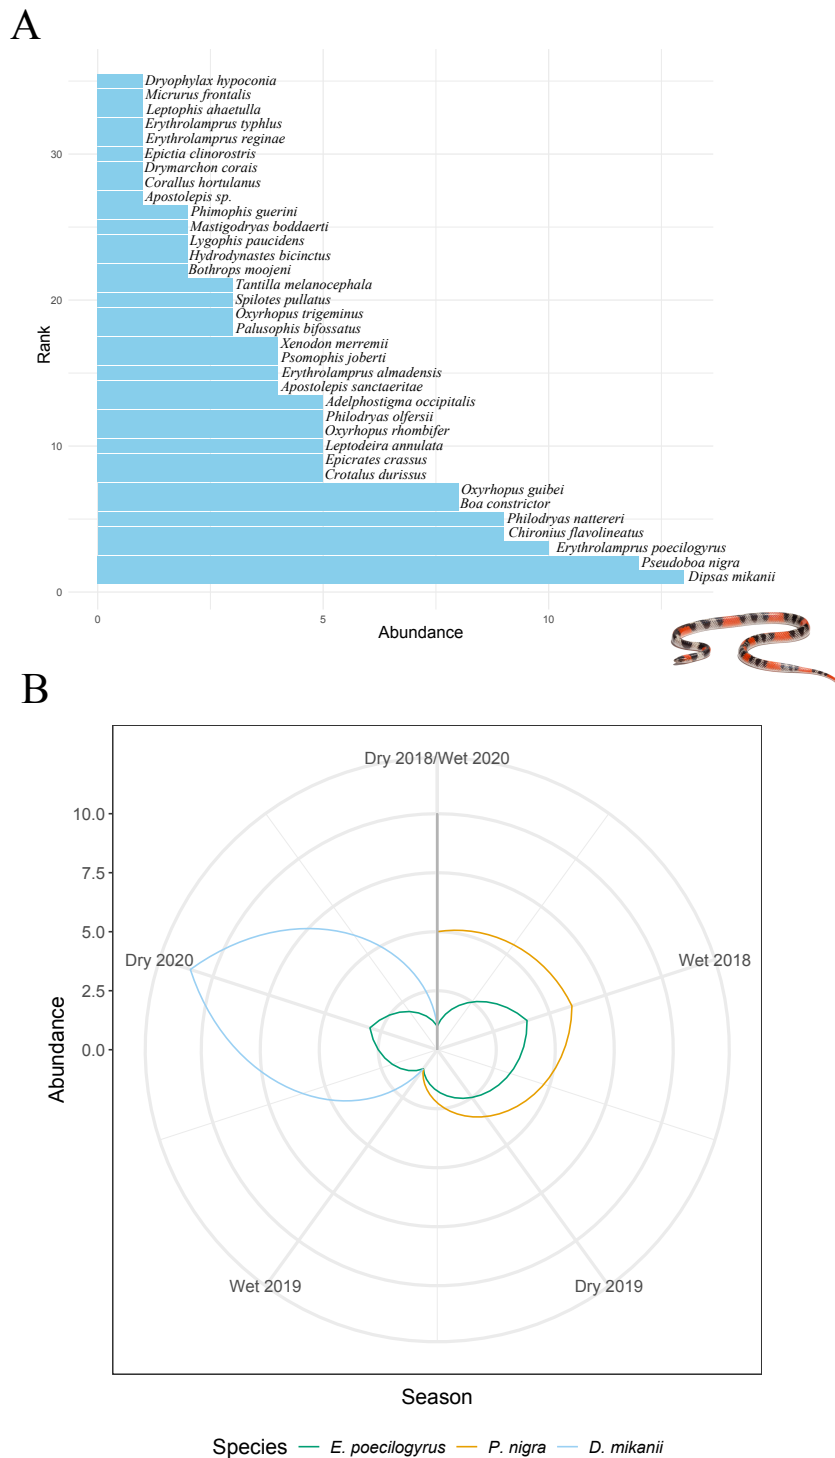 A
Dryophylax hypoconia
Micrurus frontalis
Leptophis ahaetulla
Erythrolamprus typhlus
Erythrolamprus reginae
30
Epictia clinorostris
Drymarchon corais
Corallus hortulanus
Apostolepis sp.
Phimophis guerini
Mastigodryas boddaerti
Lygophis paucidens
Hydrodynastes bicinctus
Bothrops moojeni
Tantilla melanocephala
20
Spilotes pullatus
Oxyrhopus trigeminus
Palusophis bifossatus
Rank
Xenodon merremii
Psomophis joberti
Erythrolamprus almadensis
Apostolepis sanctaeritae
Adelphostigma occipitalis
Philodryas olfersii
Oxyrhopus rhombifer
10
Leptodeira annulata
Epicrates crassus
Crotalus durissus
Oxyrhopus guibei
Boa constrictor
Philodryas nattereri
Chironius flavolineatus
Erythrolamprus poecilogyrus
Pseudoboa nigra
Dipsas mikanii
0
0 5 10
Abundance
B
Dry 2018/Wet 2020
10.0
7.5
5.0
Dry 2020
Wet 2018
2.5
0.0
Abundance
Wet 2019
Dry 2019
Season
Species E. poecilogyrus P. nigra D. mikanii